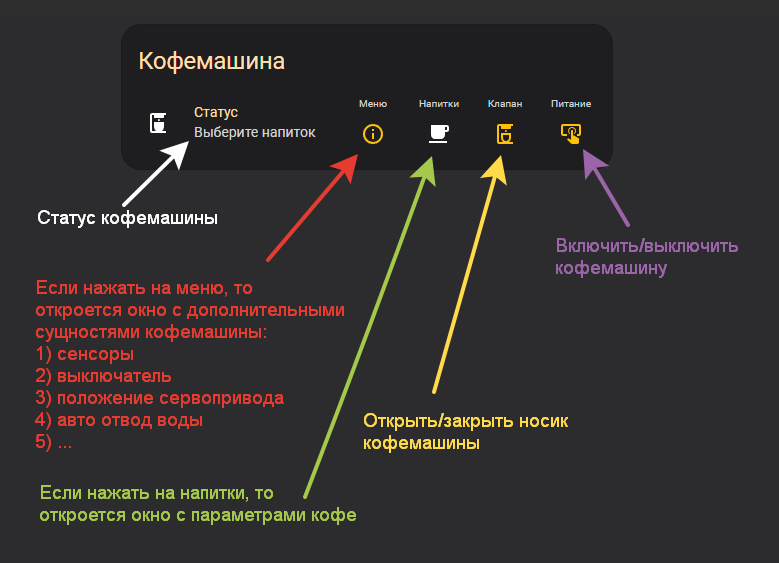 Кофемашина
Меню Напитки Клапан Питание
Статус
Выберите напиток
Статус кофемашины
Включить/выключить
кофемашину
Если нажать на меню, то
откроется окно с дополнительными
сущностями кофемашины:
1) сенсоры
2) выключатель
3) положение сервопривода
4) авто отвод воды
5) ...
Открыть/закрыть носик
кофемашины
Если нажать на напитки, то
откроется окно с параметрами кофе